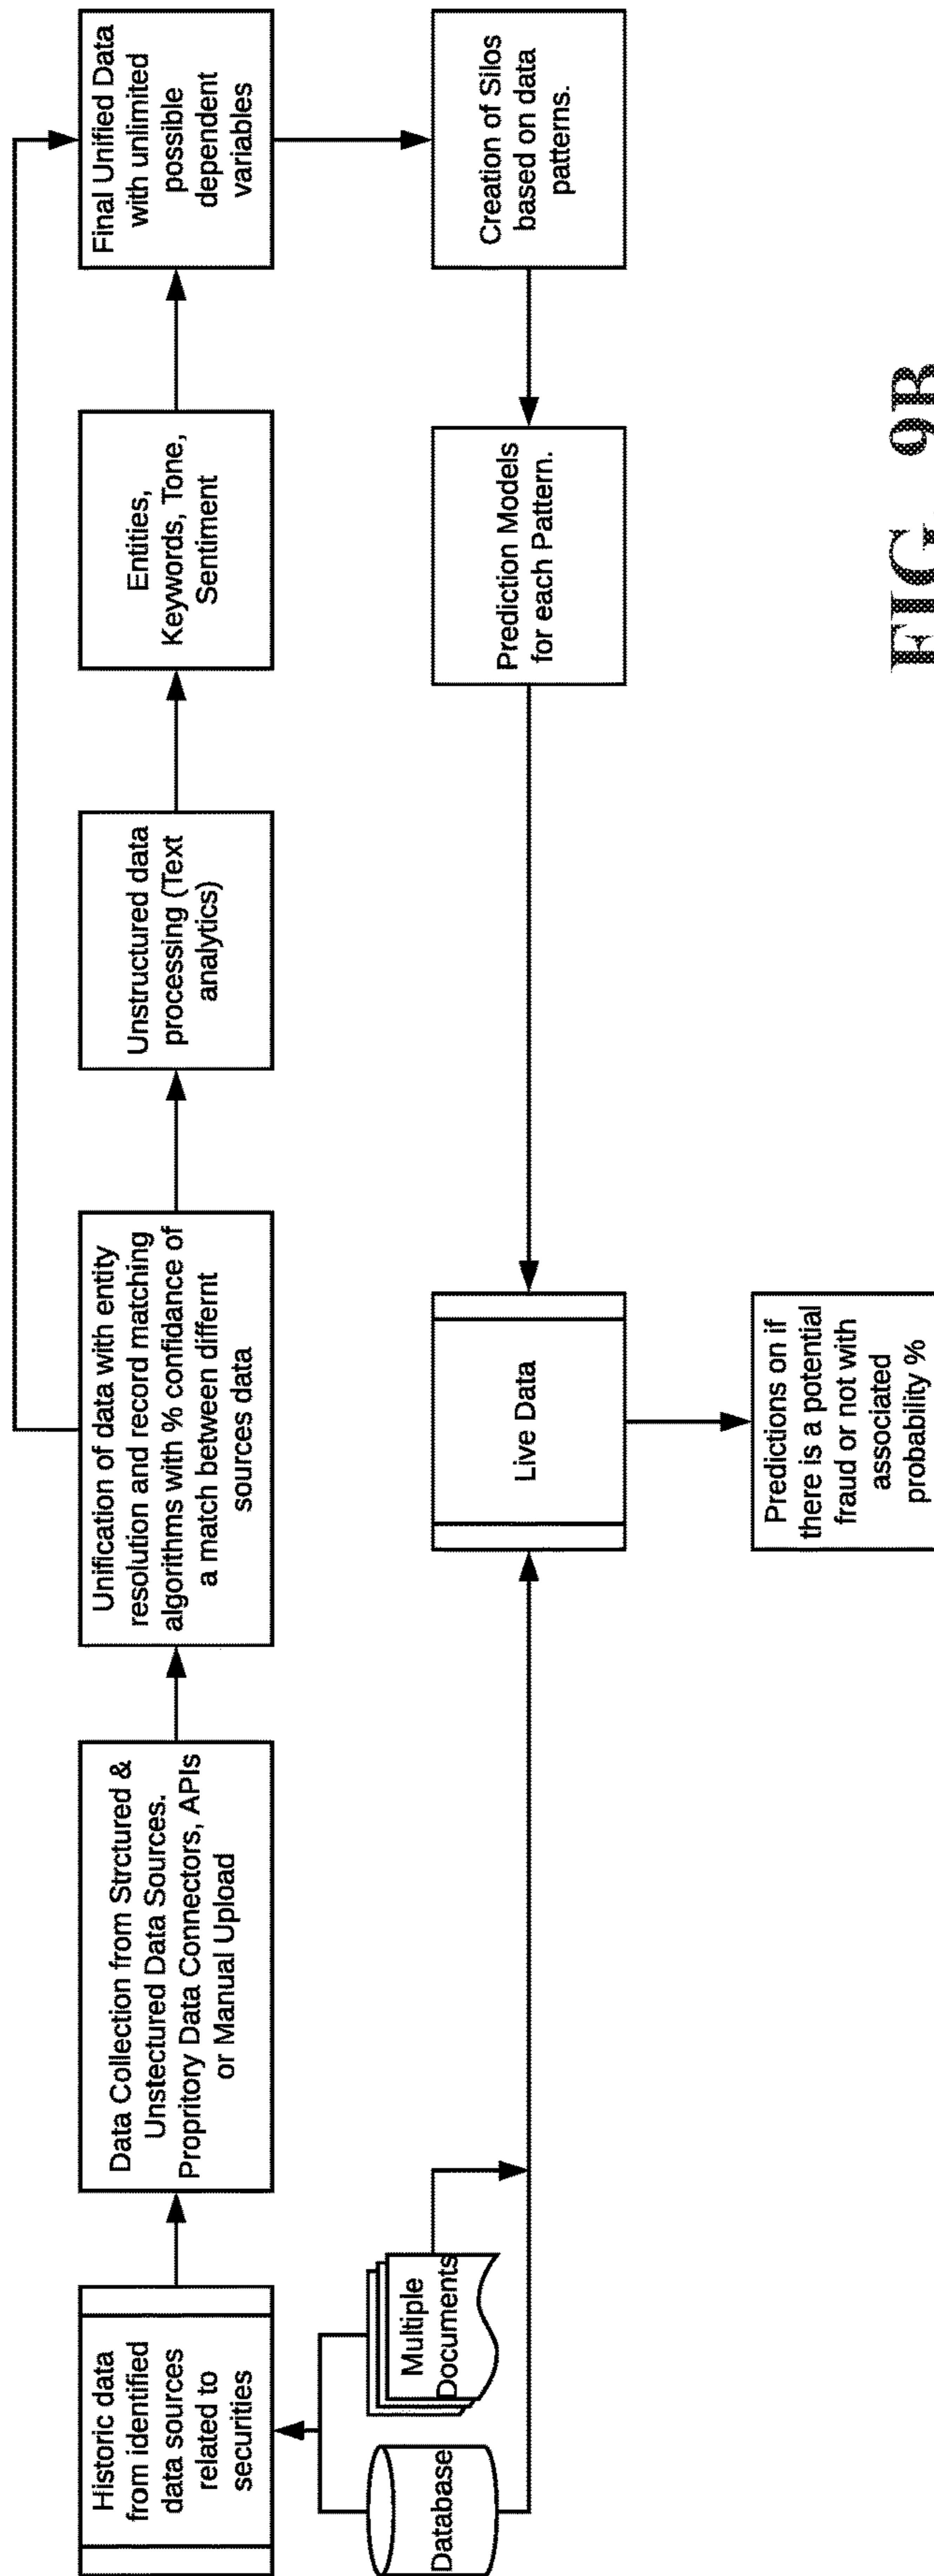 Historic data
from identified
data sources
related to
securities
Data Collection from Strctured &
Unstectured Data Sources.
Propritory Data Connectors, APIs
or Manual Upload
Unification of data with entity
resolution and record matching
algorithms with % confidance of
a match between differnt
sources data
Unstructured data
processing (Text
analytics)
Entities,
Keywords, Tone,
Sentiment
Final Unified Data
with unlimited
possible
dependent
variables
Database
Multiple
Documents
Live Data
Prediction Models
for each Pattern.
Creation of Silos
based on data
patterns.
Predictions on if
there is a potential
fraud or not with
associated
probability %
FIG. 9B